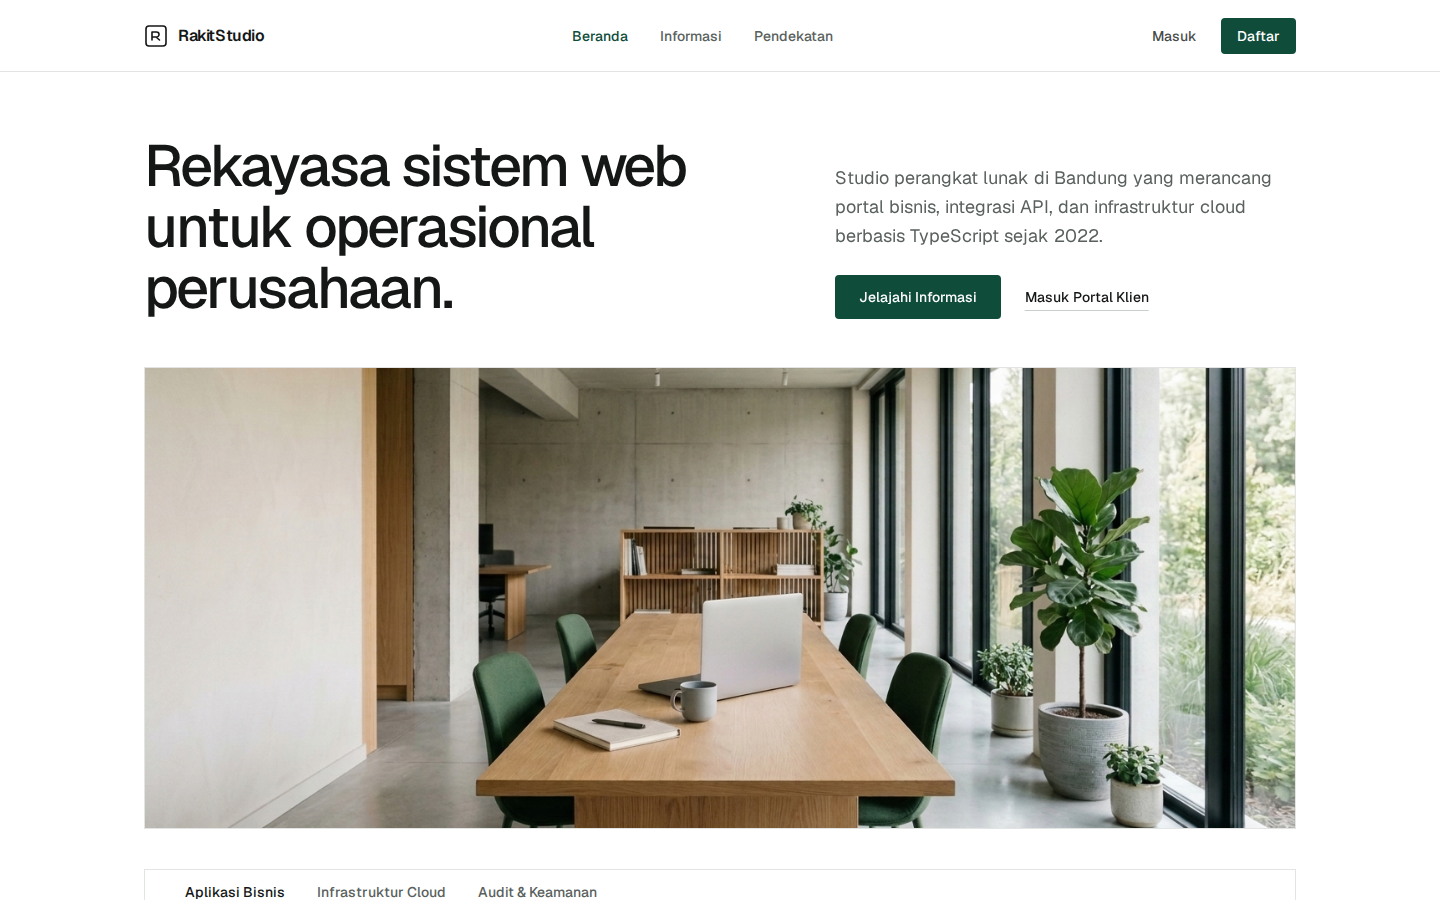 R RakitStudio
Beranda
Informasi
Pendekatan
Masuk
Daftar
Rekayasa sistem web
untuk operasional
perusahaan.
Studio perangkat lunak di Bandung yang merancang
portal bisnis, integrasi API, dan infrastruktur cloud
berbasis TypeScript sejak 2022.
Jelajahi Informasi
Masuk Portal Klien
Aplikasi Bisnis
Infrastruktur Cloud
Audit & Keamanan